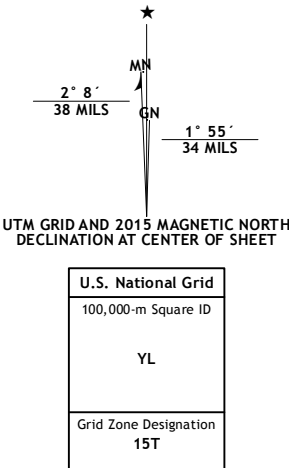 ★
MN
2° 8´
38 MILS
GN
1° 55´
34 MILS
UTM GRID AND 2015 MAGNETIC NORTH
DECLINATION AT CENTER OF SHEET
U.S. National Grid
100,000-m Square ID
YL
Grid Zone Designation
15T